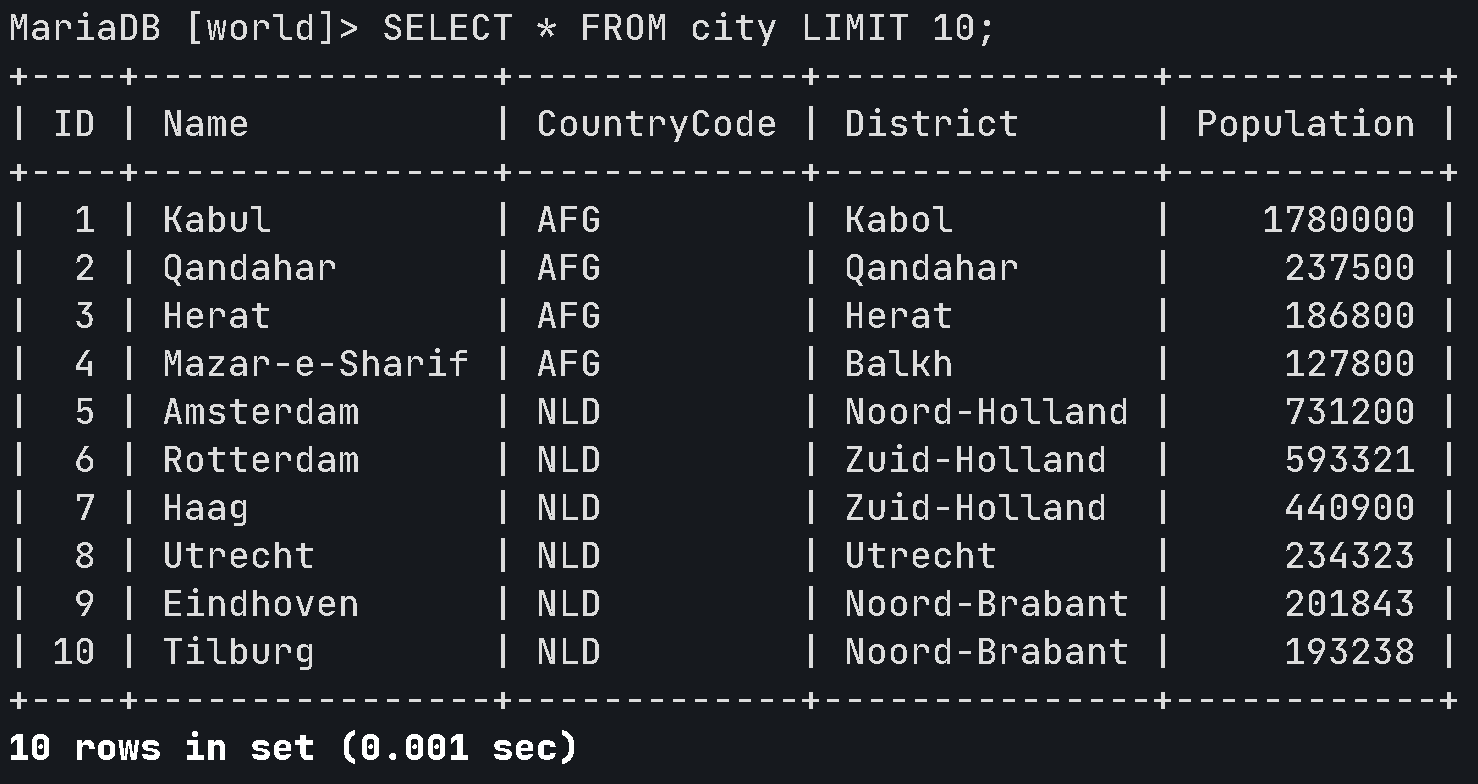 MariaDB [world]> SELECT * FROM city LIMIT 10;
+----+----------------+-------------+---------------+------------+
| ID | Name           | CountryCode | District      | Population |
+----+----------------+-------------+---------------+------------+
|  1 | Kabul          | AFG         | Kabol         |    1780000 |
|  2 | Qandahar       | AFG         | Qandahar      |     237500 |
|  3 | Herat          | AFG         | Herat         |     186800 |
|  4 | Mazar-e-Sharif | AFG         | Balkh         |     127800 |
|  5 | Amsterdam      | NLD         | Noord-Holland |     731200 |
|  6 | Rotterdam      | NLD         | Zuid-Holland  |     593321 |
|  7 | Haag           | NLD         | Zuid-Holland  |     440900 |
|  8 | Utrecht        | NLD         | Utrecht       |     234323 |
|  9 | Eindhoven      | NLD         | Noord-Brabant |     201843 |
| 10 | Tilburg        | NLD         | Noord-Brabant |     193238 |
+----+----------------+-------------+---------------+------------+
10 rows in set (0.001 sec)